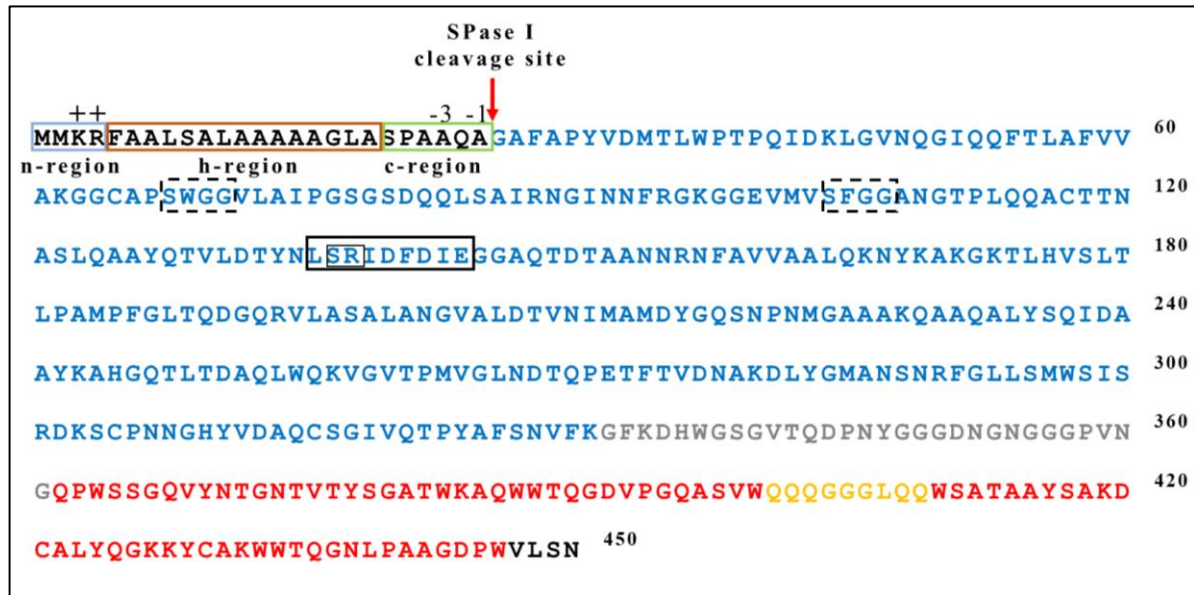 SPase I
cleavage site
++ -3 -1
MMKRFAALSALAAAAAGLASPAAQAGAFAPYVDMTLWPTPQIDKLGVNQGIQQFTLAFVV 60
n-region h-region c-region
AKGGCAPSWGGVLAIPGSGSDQQLSAIRNGINNFRGKGGEVMVSFGGANGTPLQQACTTN 120
ASLQAAYQTVLDTYNLSRIDFDIEGGAQTDTAANNRNFAVVAALQKNYKAKGKTLHVSLT 180
LPAMPFGLTQDGQRVLASALANGVALDTVNIMAMDYGQSNPNMGAAAKQAAQALYSQIDA 240
AYKAHGQTLTDAQLWQKVGVTPMVGLNDTQPETFTVDNAKDLYGMANSNRFGLLSMWSIS 300
RDKSCPNNGHYVDAQCSGIVQTPYAFSNVFKGFKDHWGSGVTQDPNYGGGDNGNGGGPVN 360
GQPWSSGQVYNTGNTVTYSGATWKAQWWTQGDVPGQASVWQQQGGGLQQWSATAAYSAKD 420
CALYQGKKYCAKWWTQGNLPAAGDPWVLSN 450